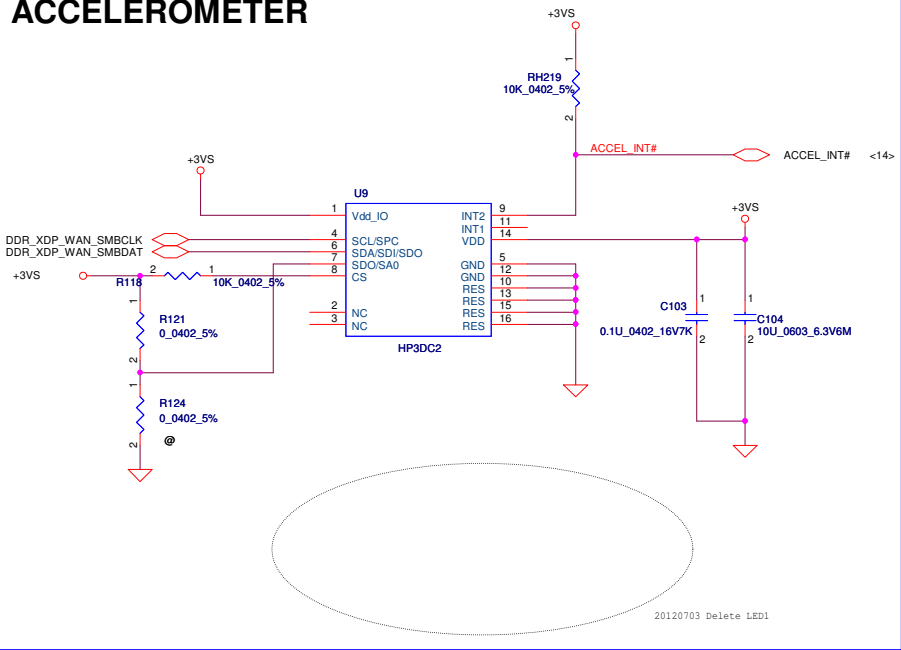 ACCELEROMETER
+3VS
1
RH219
10K_0402_5%
2
ACCEL_INT#
ACCEL_INT# <14>
+3VS
U9
1 Vdd_IO INT2 9
INT1 11
4 SCL/SPC VDD 14
6 SDA/SDI/SDO
7 SDO/SA0 GND 5
8 CS GND 12
RES 10
RES 13
2 NC RES 15
3 NC RES 16
HP3DC2
DDR_XDP_WAN_SMBCLK
DDR_XDP_WAN_SMBDAT
+3VS
2 1
R118 10K_0402_5%
1
R121
0_0402_5%
2
1
R124
0_0402_5%
2 @
+3VS
1 1
C103 C104
0.1U_0402_16V7K 10U_0603_6.3V6M
2 2
20120703 Delete LED1